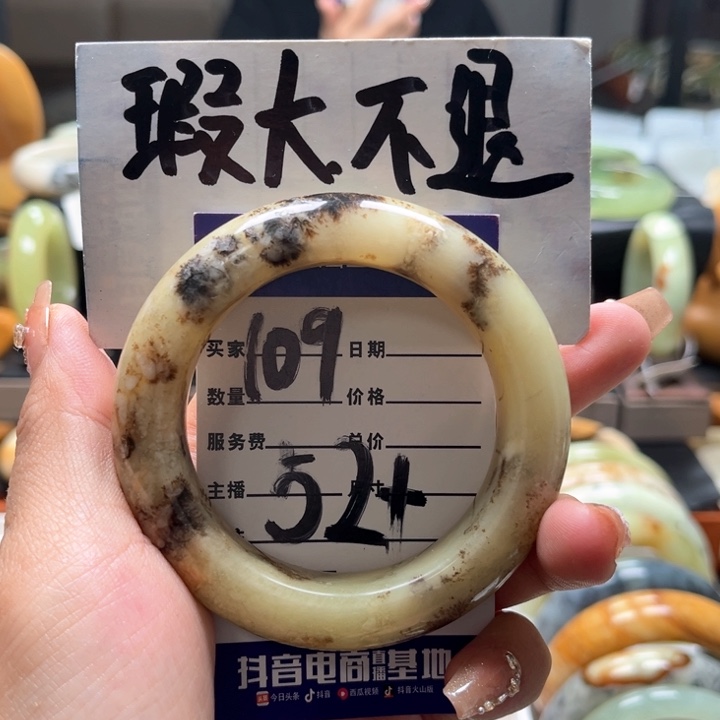 瑕大不退
买家 109 日期
数量 价格
服务费 总价
主播 52+ 尺寸
抖音电商直播基地
今日头条 抖音 西瓜视频 抖音火山版